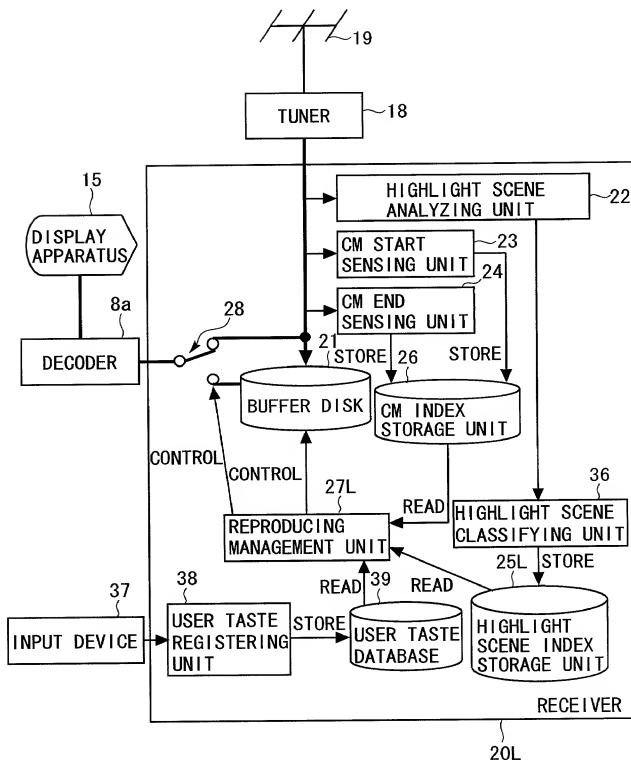 19
TUNER
18
15
DISPLAY
APPARATUS
HIGHLIGHT SCENE
ANALYZING UNIT
22
CM START
SENSING UNIT
23
24
CM END
SENSING UNIT
8a
28
DECODER
21
STORE
26
STORE
BUFFER DISK
CM INDEX
STORAGE UNIT
CONTROL
CONTROL
27L
READ
36
REPRODUCING
MANAGEMENT UNIT
HIGHLIGHT SCENE
CLASSIFYING UNIT
25L
STORE
37
38
READ
39
READ
INPUT DEVICE
USER TASTE
REGISTERING
UNIT
STORE
USER TASTE
DATABASE
HIGHLIGHT
SCENE INDEX
STORAGE UNIT
RECEIVER
20L